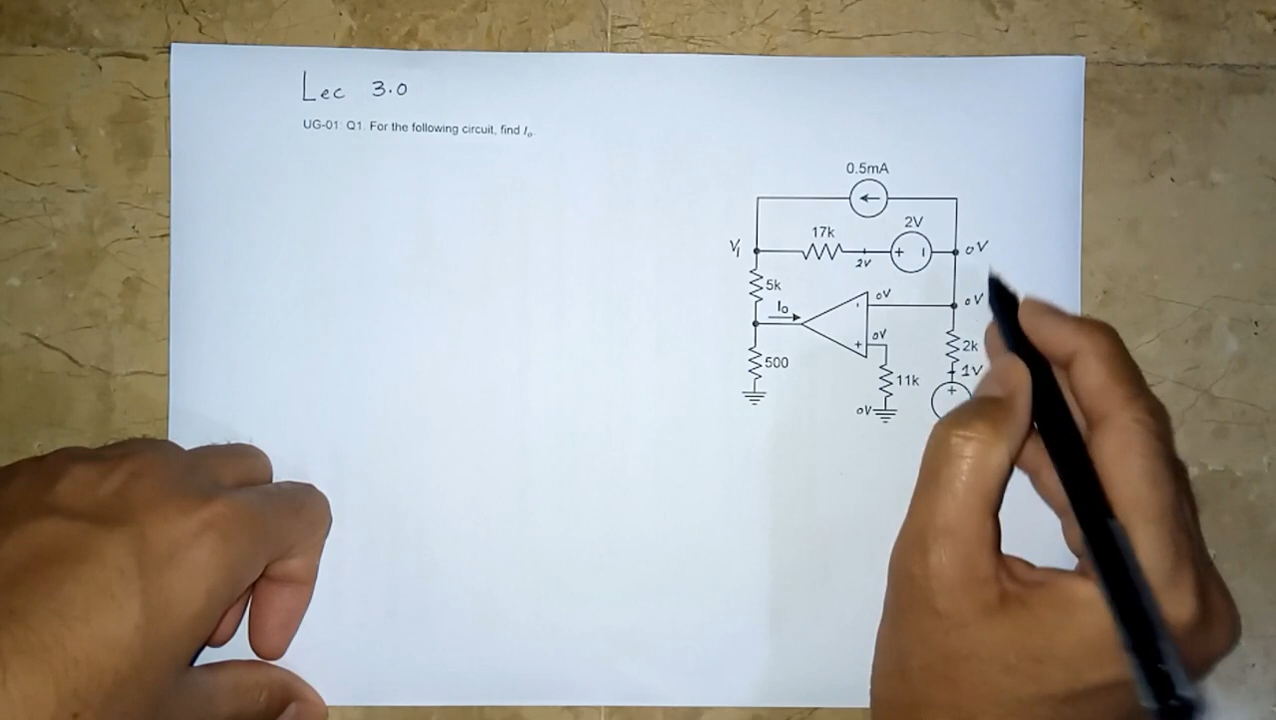 Lec 3.0
UG-01: Q1. For the following circuit, find Io.
0.5mA
2V
17k
V1
+ -
0V
2V
5k
Io
-
0V
0V
0V
+
2k
500
11k
1V
+
0V